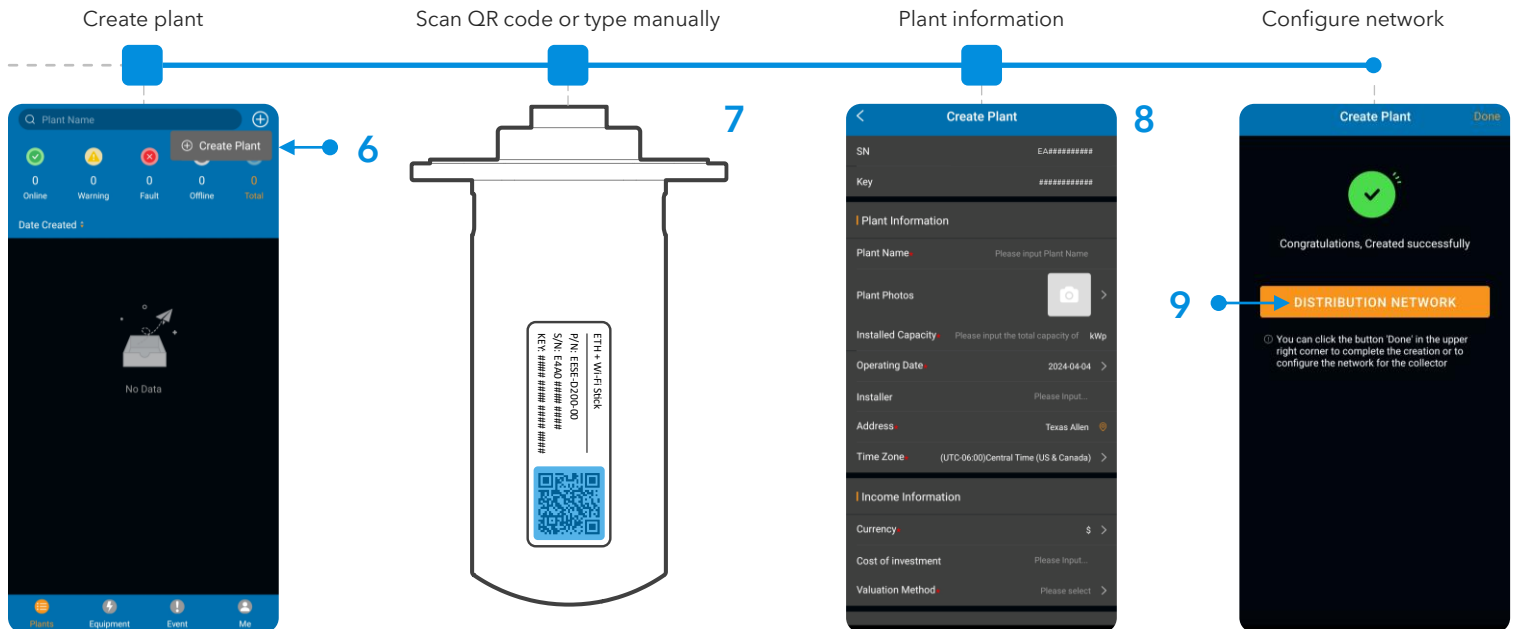 Create plant
Scan QR code or type manually
Plant information
Configure network
Plant Name
Create Plant
0
0
0
0
0
Online
Warning
Fault
Offline
Total
Date Created
No Data
Plants
Equipment
Event
Me
6
7
ETH + Wi-Fi Stick
P/N: EESE-D200-00
S/N: E4A0 #### ####
KEY: #### #### #### ####
Create Plant
8
SN EA##########
Key ############
Plant Information
Plant Name* Please input Plant Name
Plant Photos
Installed Capacity* Please input the total capacity of kWp
Operating Date* 2024-04-04
Installer Please Input...
Address* Texas Allen
Time Zone* (UTC-06:00)Central Time (US & Canada)
Income Information
Currency* $
Cost of investment Please Input...
Valuation Method* Please select
Create Plant Done
Congratulations, Created successfully
9
DISTRIBUTION NETWORK
You can click the button 'Done' in the upper
right corner to complete the creation or to
configure the network for the collector